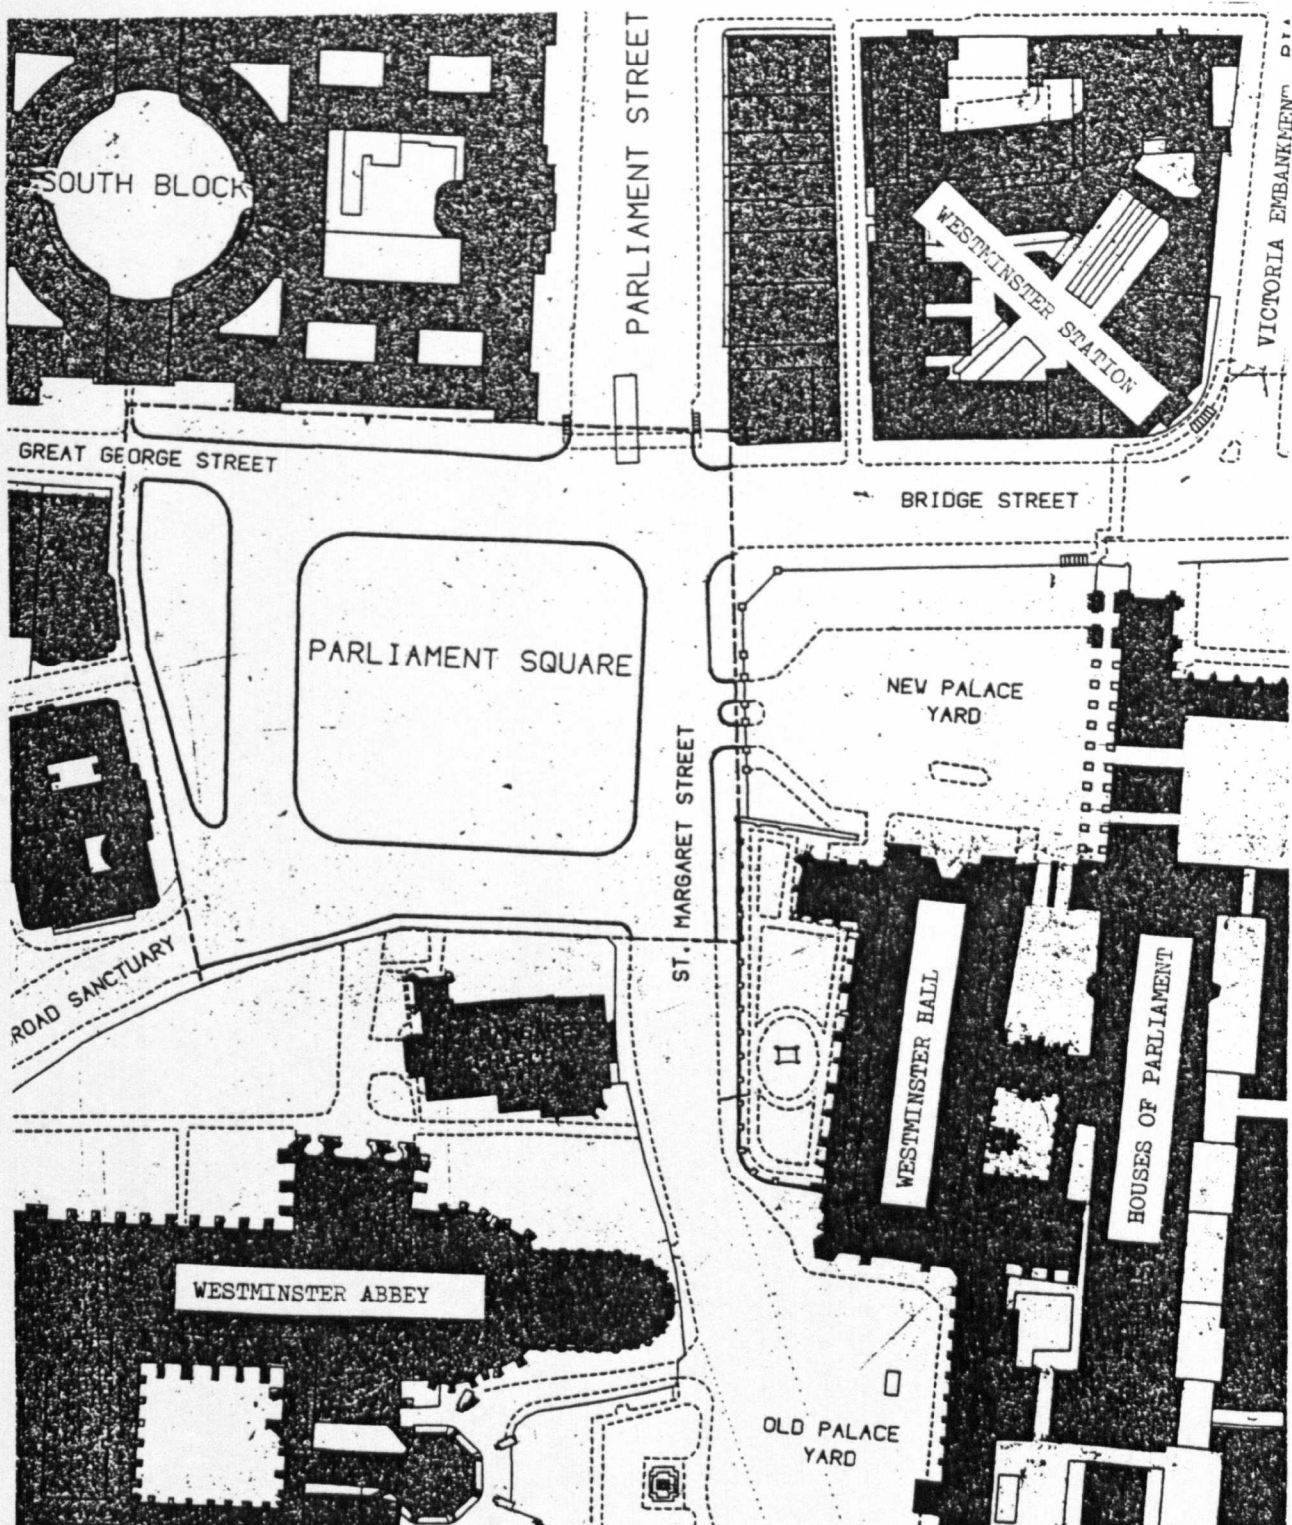 PARLIAMENT STREET
SOUTH BLOCK
WESTMINSTER STATION
VICTORIA EMBANKMENT
GREAT GEORGE STREET
BRIDGE STREET
PARLIAMENT SQUARE
NEW PALACE
YARD
ST. MARGARET STREET
ROAD SANCTUARY
WESTMINSTER HALL
HOUSES OF PARLIAMENT
WESTMINSTER ABBEY
OLD PALACE
YARD